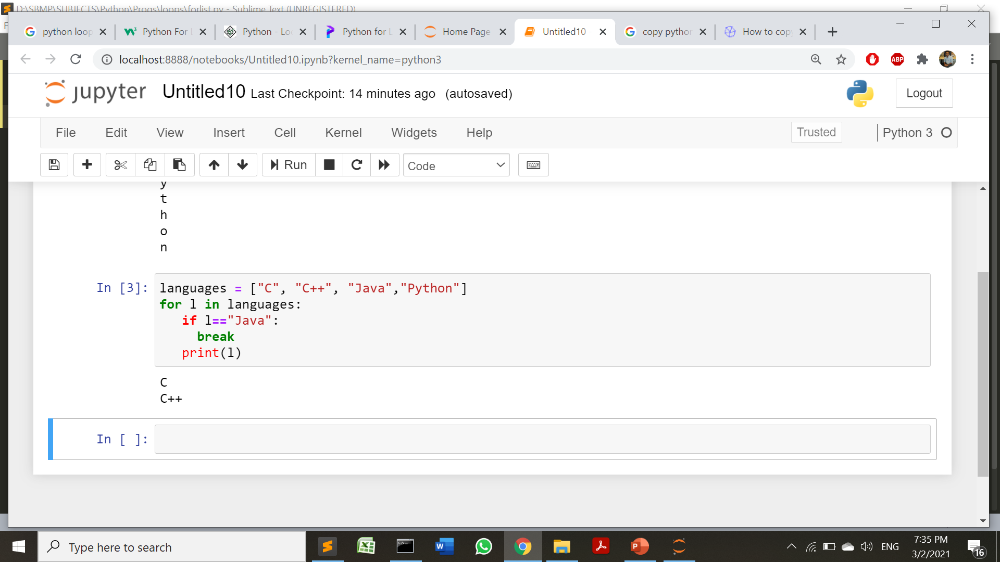 D:\SBMP\SUBJECTS\Python\Progs\loops\forlist.py - Sublime Text (UNREGISTERED)
F
python loop
Python For
Python - Lo
Python for
Home Page
Untitled10 -
copy python
How to cop
localhost:8888/notebooks/Untitled10.ipynb?kernel_name=python3
ABP
jupyter Untitled10 Last Checkpoint: 14 minutes ago (autosaved)
Logout
File Edit View Insert Cell Kernel Widgets Help
Trusted
Python 3
Run
Code
y
t
h
o
n
In [3]: languages = ["C", "C++", "Java","Python"]
for l in languages:
   if l=="Java":
     break
   print(l)
C
C++
In [ ]:
Type here to search
ENG
7:35 PM
3/2/2021
16